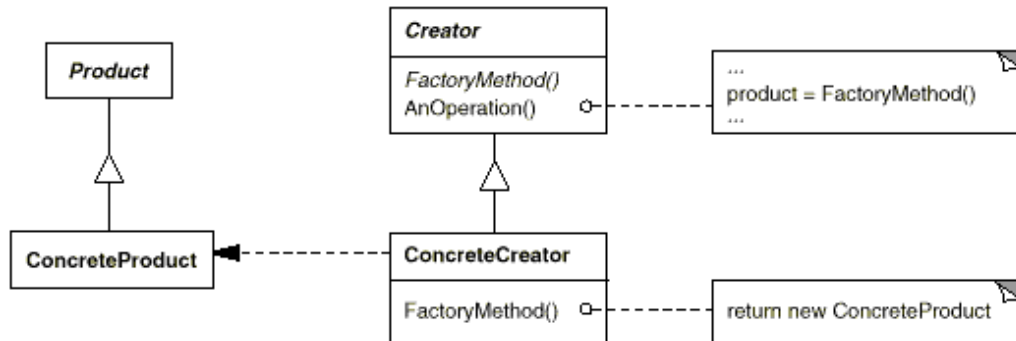 Product
ConcreteProduct
Creator
FactoryMethod()
AnOperation()
...
product = FactoryMethod()
...
ConcreteCreator
FactoryMethod()
return new ConcreteProduct